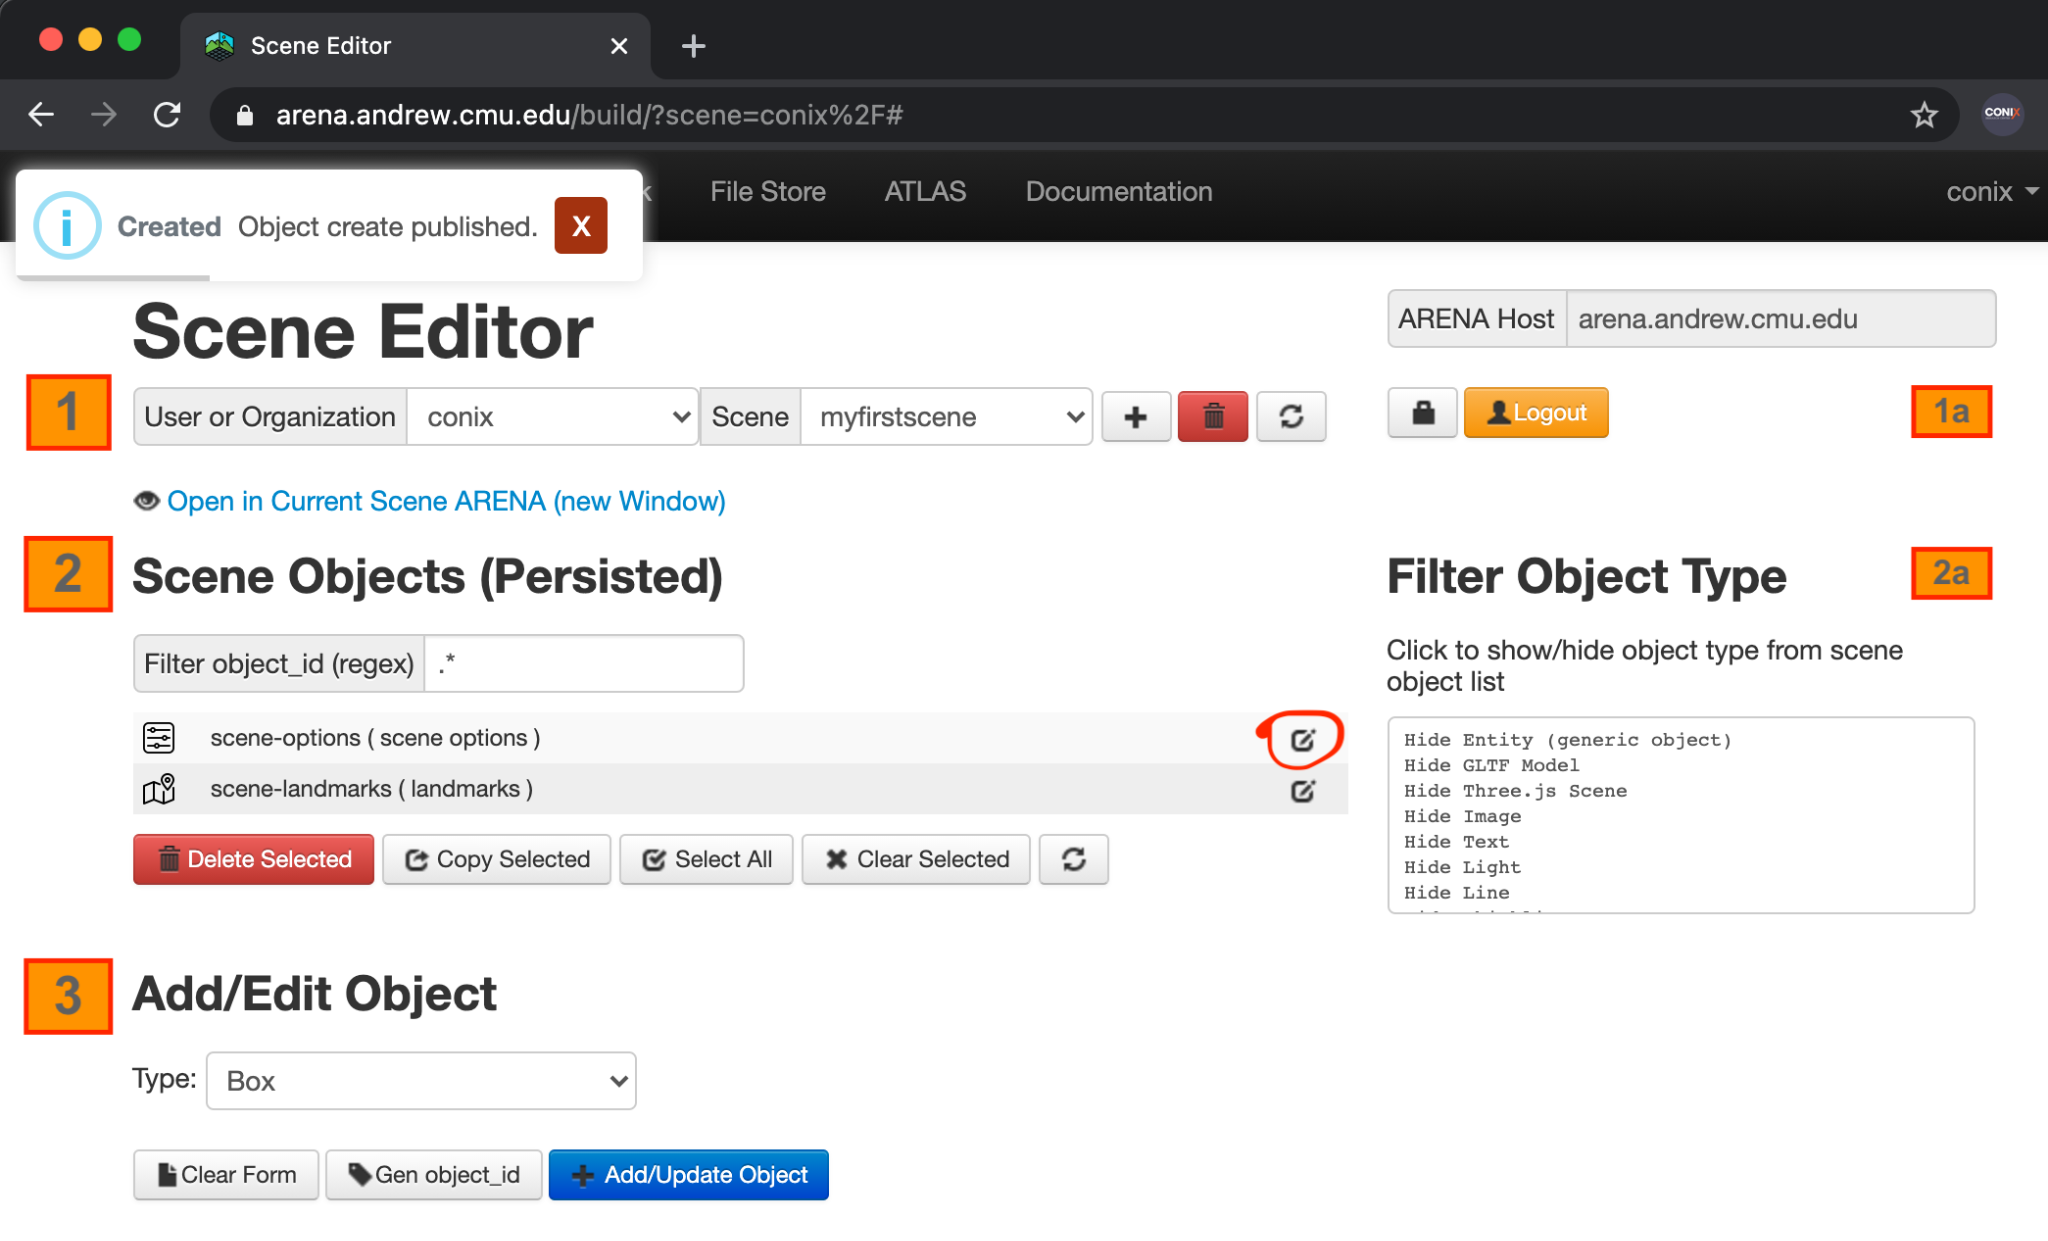 Scene Editor
arena.andrew.cmu.edu/build/?scene=conix%2F#
CONIX
k File Store ATLAS Documentation conix
i Created Object create published. X
Scene Editor
ARENA Host arena.andrew.cmu.edu
1 User or Organization conix Scene myfirstscene Logout 1a
Open in Current Scene ARENA (new Window)
2 Scene Objects (Persisted)
Filter Object Type 2a
Filter object_id (regex) .*
Click to show/hide object type from scene
object list
scene-options ( scene options )
scene-landmarks ( landmarks )
Hide Entity (generic object)
Hide GLTF Model
Hide Three.js Scene
Hide Image
Hide Text
Hide Light
Hide Line
Delete Selected Copy Selected Select All Clear Selected
3 Add/Edit Object
Type: Box
Clear Form Gen object_id Add/Update Object